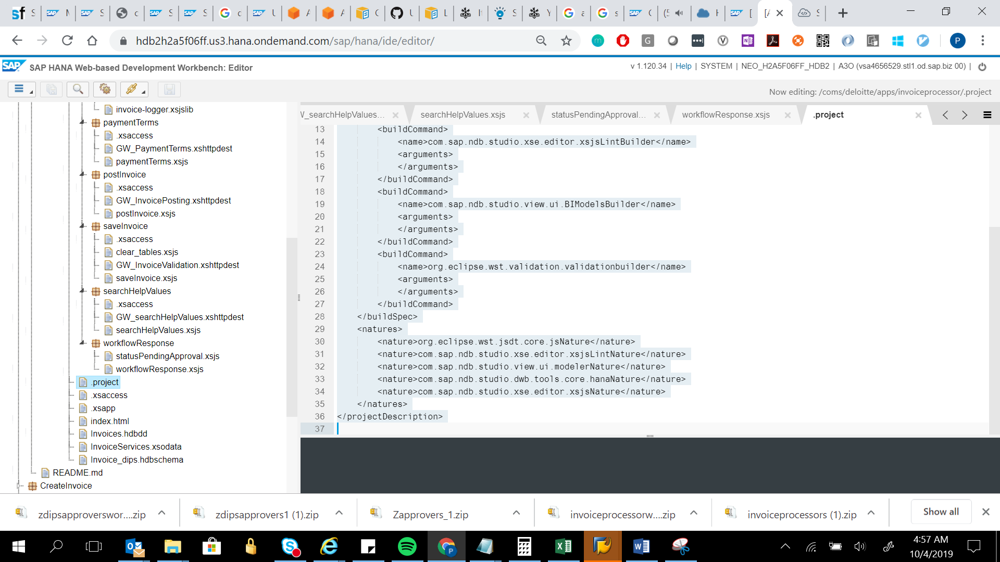 hdb2h2a5f06ff.us3.hana.ondemand.com/sap/hana/ide/editor/
SAP
SAP HANA Web-based Development Workbench: Editor
v 1.120.34 | Help | SYSTEM | NEO_H2A5F06FF_HDB2 | A3O (vsa4656529.stl1.od.sap.biz 00) |
Now editing: /coms/deloitte/apps/invoiceprocessor/.project
invoice-logger.xsjslib
paymentTerms
.xsaccess
GW_PaymentTerms.xshttpdest
paymentTerms.xsjs
postInvoice
.xsaccess
GW_InvoicePosting.xshttpdest
postInvoice.xsjs
saveInvoice
.xsaccess
clear_tables.xsjs
GW_InvoiceValidation.xshttpdest
saveInvoice.xsjs
searchHelpValues
.xsaccess
GW_searchHelpValues.xshttpdest
searchHelpValues.xsjs
workflowResponse
statusPendingApproval.xsjs
workflowResponse.xsjs
.project
.xsaccess
.xsapp
index.html
Invoices.hdbdd
InvoiceServices.xsodata
Invoice_dips.hdbschema
README.md
CreateInvoice
W_searchHelpValues... searchHelpValues.xsjs statusPendingApproval... workflowResponse.xsjs .project
13 <buildCommand>
14 <name>com.sap.ndb.studio.xse.editor.xsjsLintBuilder</name>
15 <arguments>
16 </arguments>
17 </buildCommand>
18 <buildCommand>
19 <name>com.sap.ndb.studio.view.ui.BIModelsBuilder</name>
20 <arguments>
21 </arguments>
22 </buildCommand>
23 <buildCommand>
24 <name>org.eclipse.wst.validation.validationbuilder</name>
25 <arguments>
26 </arguments>
27 </buildCommand>
28 </buildSpec>
29 <natures>
30 <nature>org.eclipse.wst.jsdt.core.jsNature</nature>
31 <nature>com.sap.ndb.studio.xse.editor.xsjsLintNature</nature>
32 <nature>com.sap.ndb.studio.view.ui.modelerNature</nature>
33 <nature>com.sap.ndb.studio.dwb.tools.core.hanaNature</nature>
34 <nature>com.sap.ndb.studio.xse.editor.xsjsNature</nature>
35 </natures>
36 </projectDescription>
37
zdipsapproverswor....zip zdipsapprovers1 (1).zip Zapprovers_1.zip invoiceprocessorw....zip invoiceprocessors (1).zip Show all
4:57 AM
10/4/2019